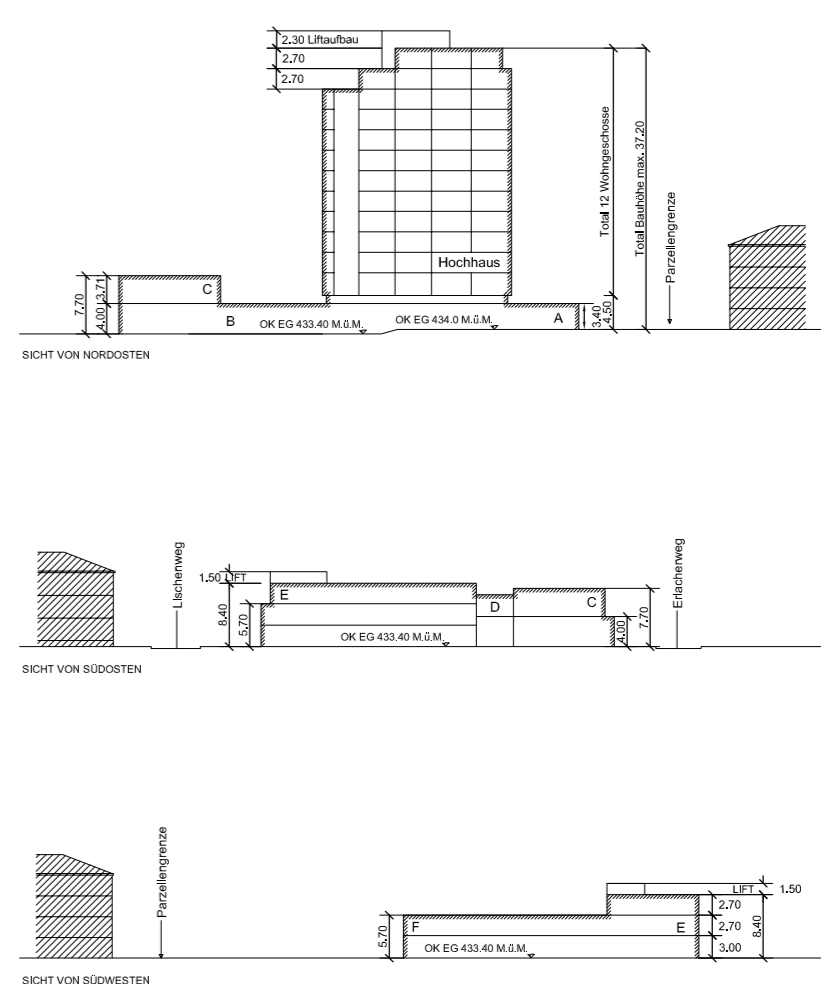 2.30 Liftaufbau
2.70
2.70
Total 12 Wohngeschosse
Total Bauhöhe max. 37.20
Parzellengrenze
Hochhaus
7.70
3.71
4.00
C
B
OK EG 433.40 M.ü.M.
OK EG 434.0 M.ü.M.
A
3.40
4.50
SICHT VON NORDOSTEN
Lischenweg
1.50 LIFT
8.40
5.70
E
D
C
OK EG 433.40 M.ü.M.
4.00
7.70
Erlacherweg
SICHT VON SÜDOSTEN
Parzellengrenze
LIFT 1.50
5.70
F
E
2.70
2.70
3.00
8.40
OK EG 433.40 M.ü.M.
SICHT VON SÜDWESTEN